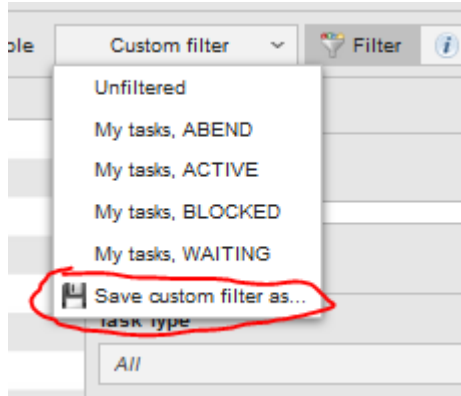 ole Custom filter Filter i
Unfiltered
My tasks, ABEND
My tasks, ACTIVE
My tasks, BLOCKED
My tasks, WAITING
Save custom filter as...
Task Type
All